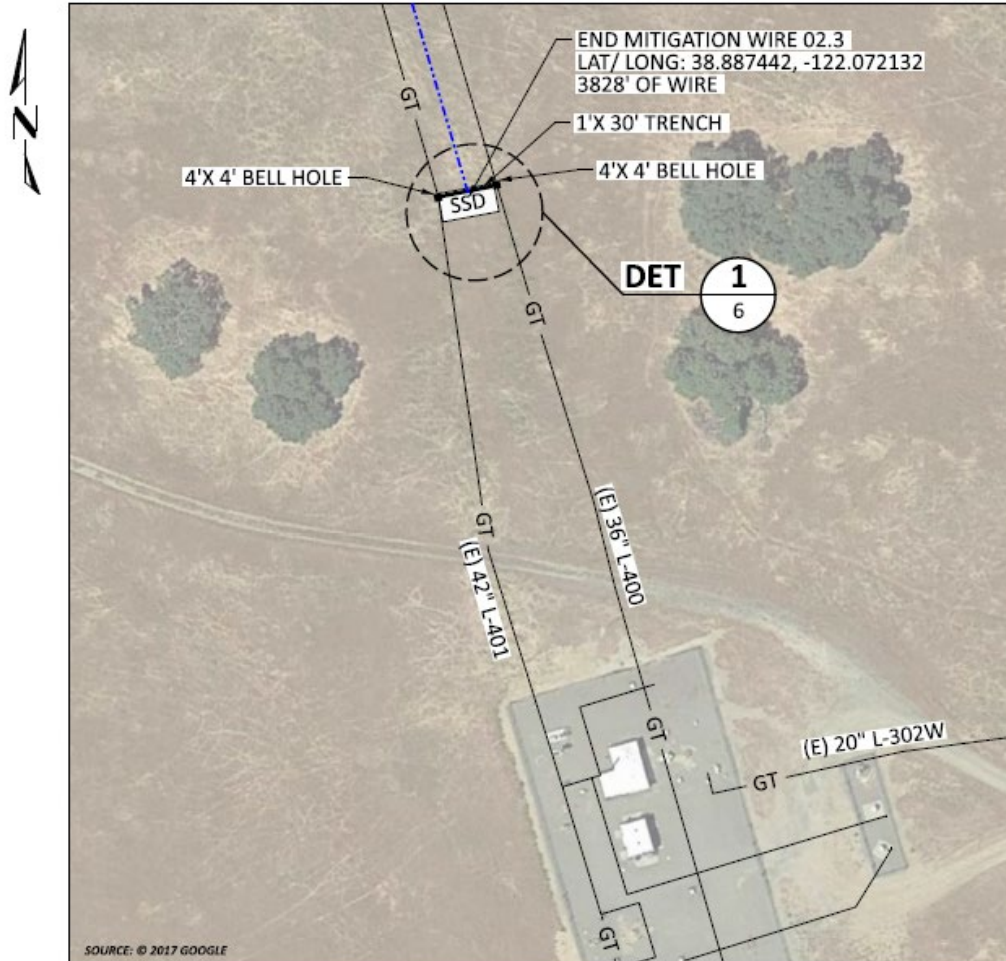 N
END MITIGATION WIRE 02.3
LAT/ LONG: 38.887442, -122.072132
3828' OF WIRE
GT
1'X 30' TRENCH
4'X 4' BELL HOLE
4'X 4' BELL HOLE
SSD
DET
1
6
GT
GT
(E) 36" L-400
(E) 42" L-401
GT
(E) 20" L-302W
GT
GT
SOURCE: © 2017 GOOGLE